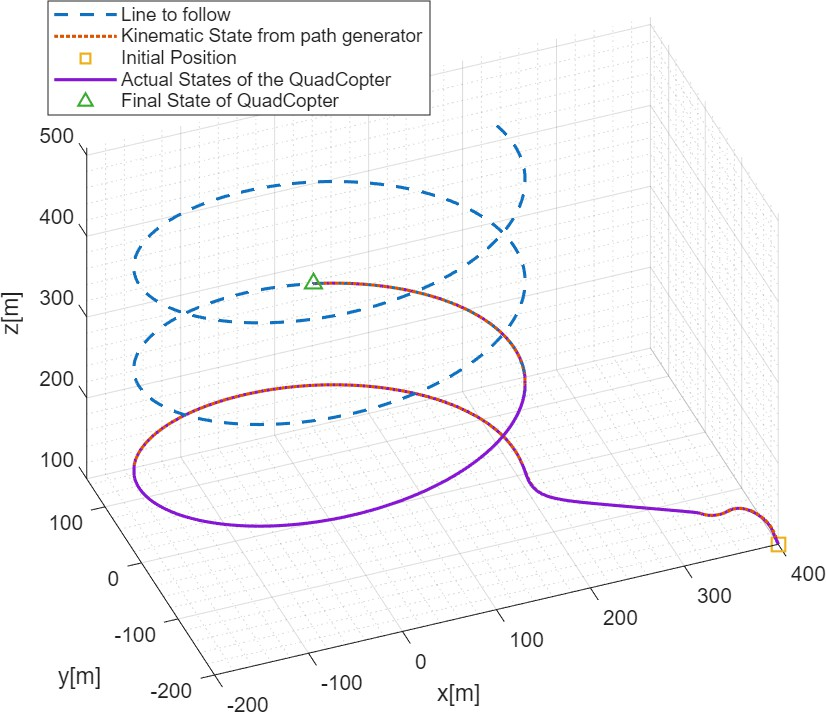 Line to follow
Kinematic State from path generator
Initial Position
Actual States of the QuadCopter
Final State of QuadCopter
500
400
300
200
100
z[m]
100
0
-100
-200
y[m]
-200
-100
0
100
200
300
400
x[m]